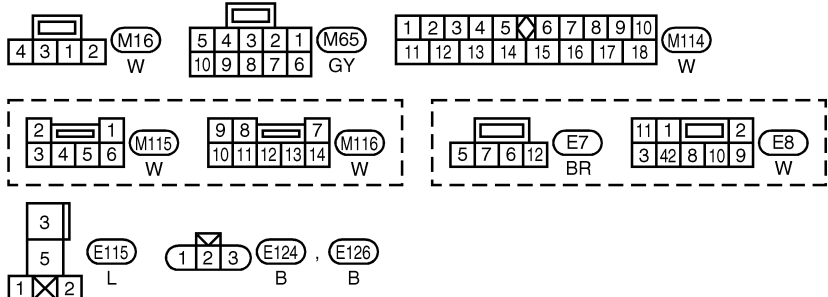 4 3 1 2 M16 W
5 4 3 2 1 M65
10 9 8 7 6 GY
1 2 3 4 5 6 7 8 9 10 M114
11 12 13 14 15 16 17 18 W
2 1 M115
3 4 5 6 W
9 8 7 M116
10 11 12 13 14 W
5 7 6 12 E7 BR
11 1 2 E8
3 42 8 10 9 W
3
5 E115 L
1 2
1 2 3 E124 , E126
B B